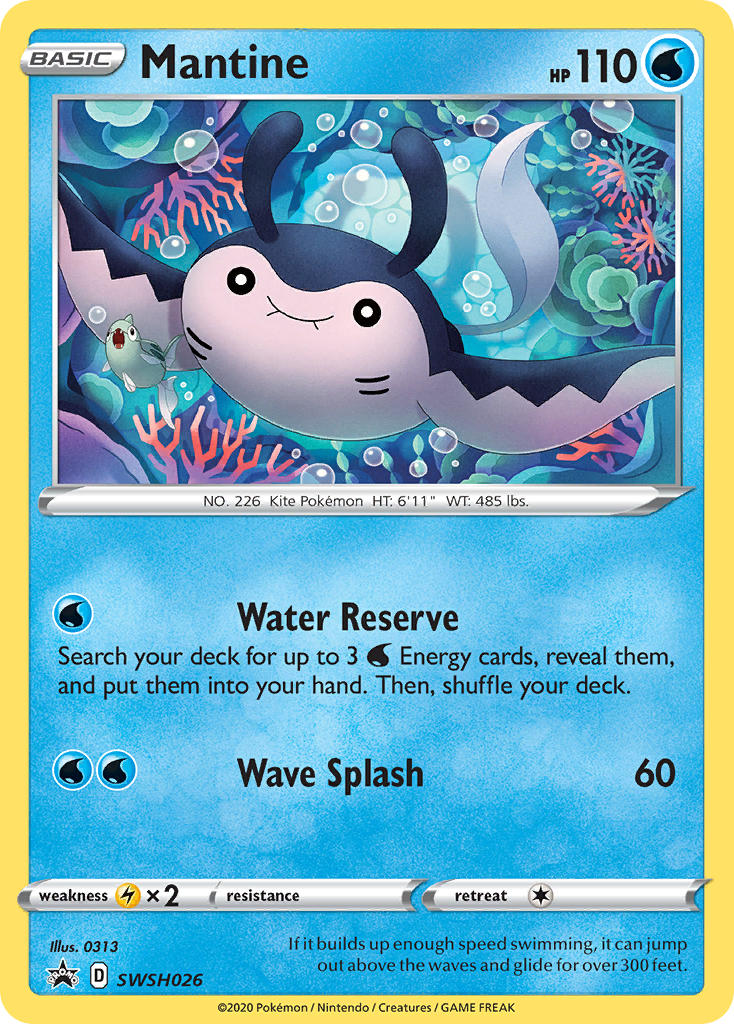 BASIC Mantine HP 110
NO. 226 Kite Pokémon HT: 6'11" WT: 485 lbs.
Water Reserve
Search your deck for up to 3 Energy cards, reveal them,
and put them into your hand. Then, shuffle your deck.
Wave Splash 60
weakness ×2 resistance retreat
Illus. 0313
If it builds up enough speed swimming, it can jump
out above the waves and glide for over 300 feet.
PROMO D SWSH026
©2020 Pokémon / Nintendo / Creatures / GAME FREAK